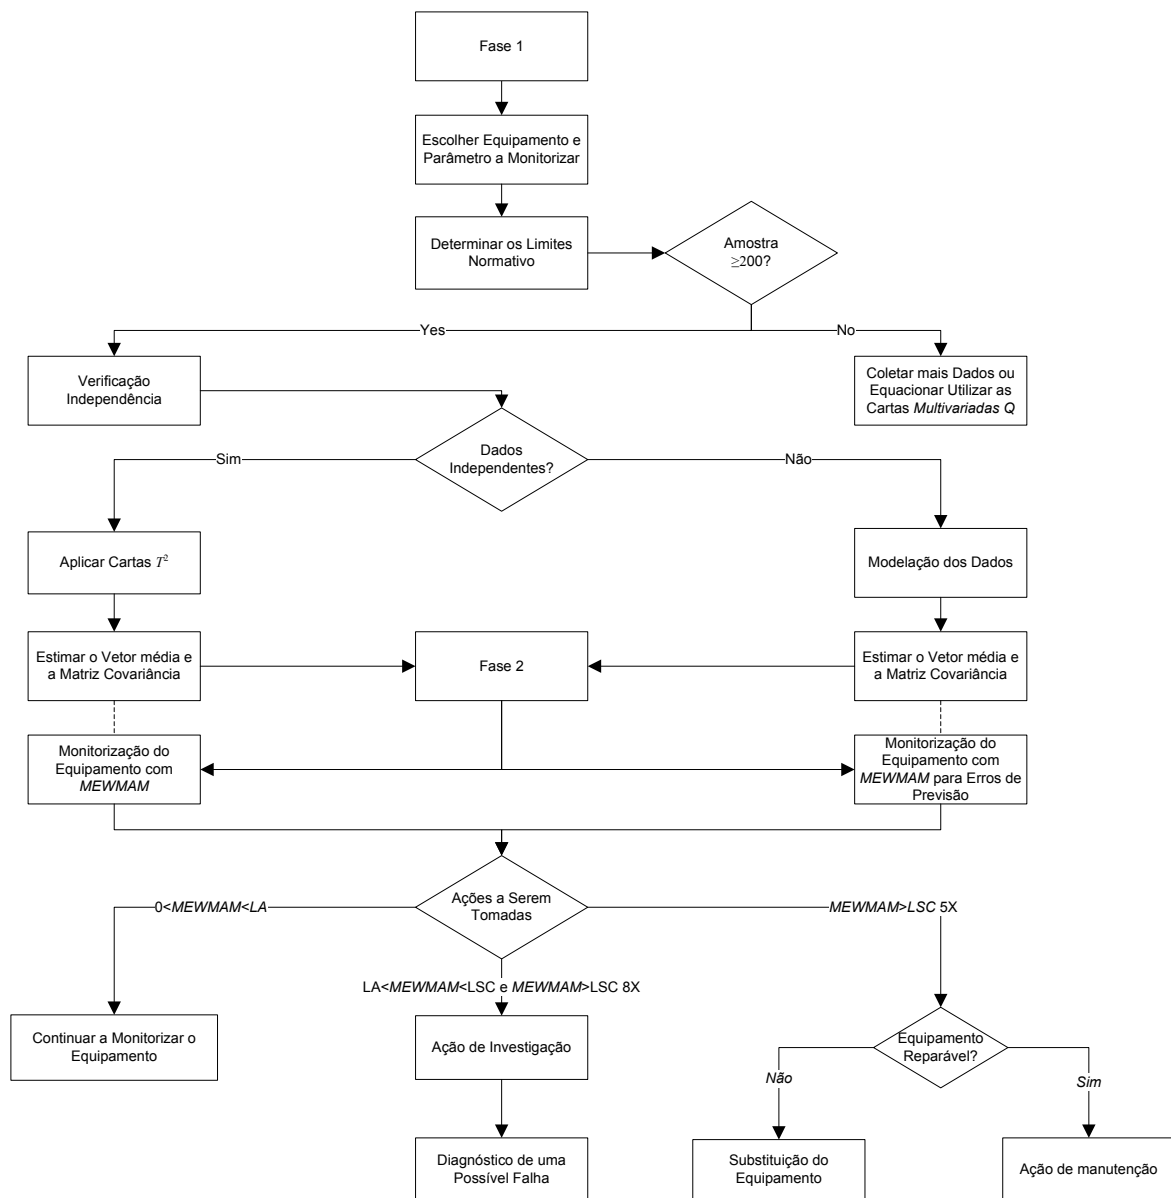 Fase 1
Escolher Equipamento e
Parâmetro a Monitorizar
Determinar os Limites
Normativo
Amostra
≥200?
Yes
No
Verificação
Independência
Coletar mais Dados ou
Equacionar Utilizar as
Cartas Multivariadas Q
Dados
Independentes?
Sim
Não
Aplicar Cartas T²
Modelação dos Dados
Estimar o Vetor média e
a Matriz Covariância
Fase 2
Estimar o Vetor média e
a Matriz Covariância
Monitorização do
Equipamento com
MEWMAM
Monitorização do
Equipamento com
MEWMAM para Erros de
Previsão
Ações a Serem
Tomadas
0<MEWMAM<LA
MEWMAM>LSC 5X
LA<MEWMAM<LSC e MEWMAM>LSC 8X
Continuar a Monitorizar o
Equipamento
Ação de Investigação
Equipamento
Reparável?
Não
Sim
Diagnóstico de uma
Possível Falha
Substituição do
Equipamento
Ação de manutenção